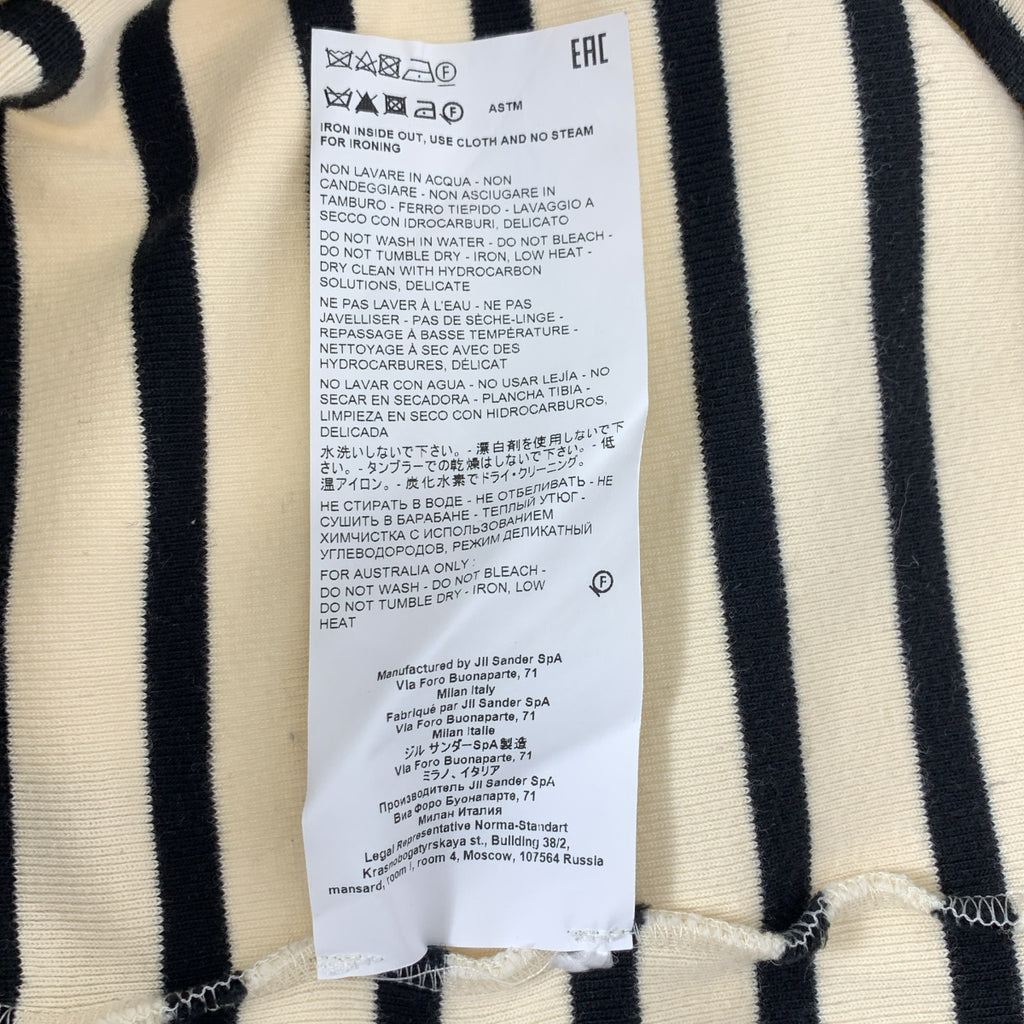 EAC
F
F ASTM
IRON INSIDE OUT, USE CLOTH AND NO STEAM
FOR IRONING
NON LAVARE IN ACQUA - NON
CANDEGGIARE - NON ASCIUGARE IN
TAMBURO - FERRO TIEPIDO - LAVAGGIO A
SECCO CON IDROCARBURI, DELICATO
DO NOT WASH IN WATER - DO NOT BLEACH -
DO NOT TUMBLE DRY - IRON, LOW HEAT -
DRY CLEAN WITH HYDROCARBON
SOLUTIONS, DELICATE
NE PAS LAVER À L'EAU - NE PAS
JAVELLISER - PAS DE SÈCHE-LINGE -
REPASSAGE À BASSE TEMPÉRATURE -
NETTOYAGE À SEC AVEC DES
HYDROCARBURES, DÉLICAT
NO LAVAR CON AGUA - NO USAR LEJÍA - NO
SECAR EN SECADORA - PLANCHA TIBIA -
LIMPIEZA EN SECO CON HIDROCARBUROS,
DELICADA
水洗いしないで下さい。- 漂白剤を使用しないで下
さい。- タンブラーでの乾燥はしないで下さい。- 低
温アイロン。- 炭化水素でドライ・クリーニング。
НЕ СТИРАТЬ В ВОДЕ - НЕ ОТБЕЛИВАТЬ - НЕ
СУШИТЬ В БАРАБАНЕ - ТЕПЛЫЙ УТЮГ -
ХИМЧИСТКА С ИСПОЛЬЗОВАНИЕМ
УГЛЕВОДОРОДОВ, РЕЖИМ ДЕЛИКАТНЫЙ
FOR AUSTRALIA ONLY :
DO NOT WASH - DO NOT BLEACH -
DO NOT TUMBLE DRY - IRON, LOW
HEAT
F
Manufactured by Jil Sander SpA
Via Foro Buonaparte, 71
Milan Italy
Fabriqué par Jil Sander SpA
Via Foro Buonaparte, 71
Milan Italie
ジル サンダーSpA製造
Via Foro Buonaparte, 71
ミラノ、イタリア
Производитель Jil Sander SpA
Виа Форо Буонапарте, 71
Милан Италия
Legal Representative Norma-Standart
Krasnobogatyrskaya st., Building 38/2,
mansard, room I, room 4, Moscow, 107564 Russia